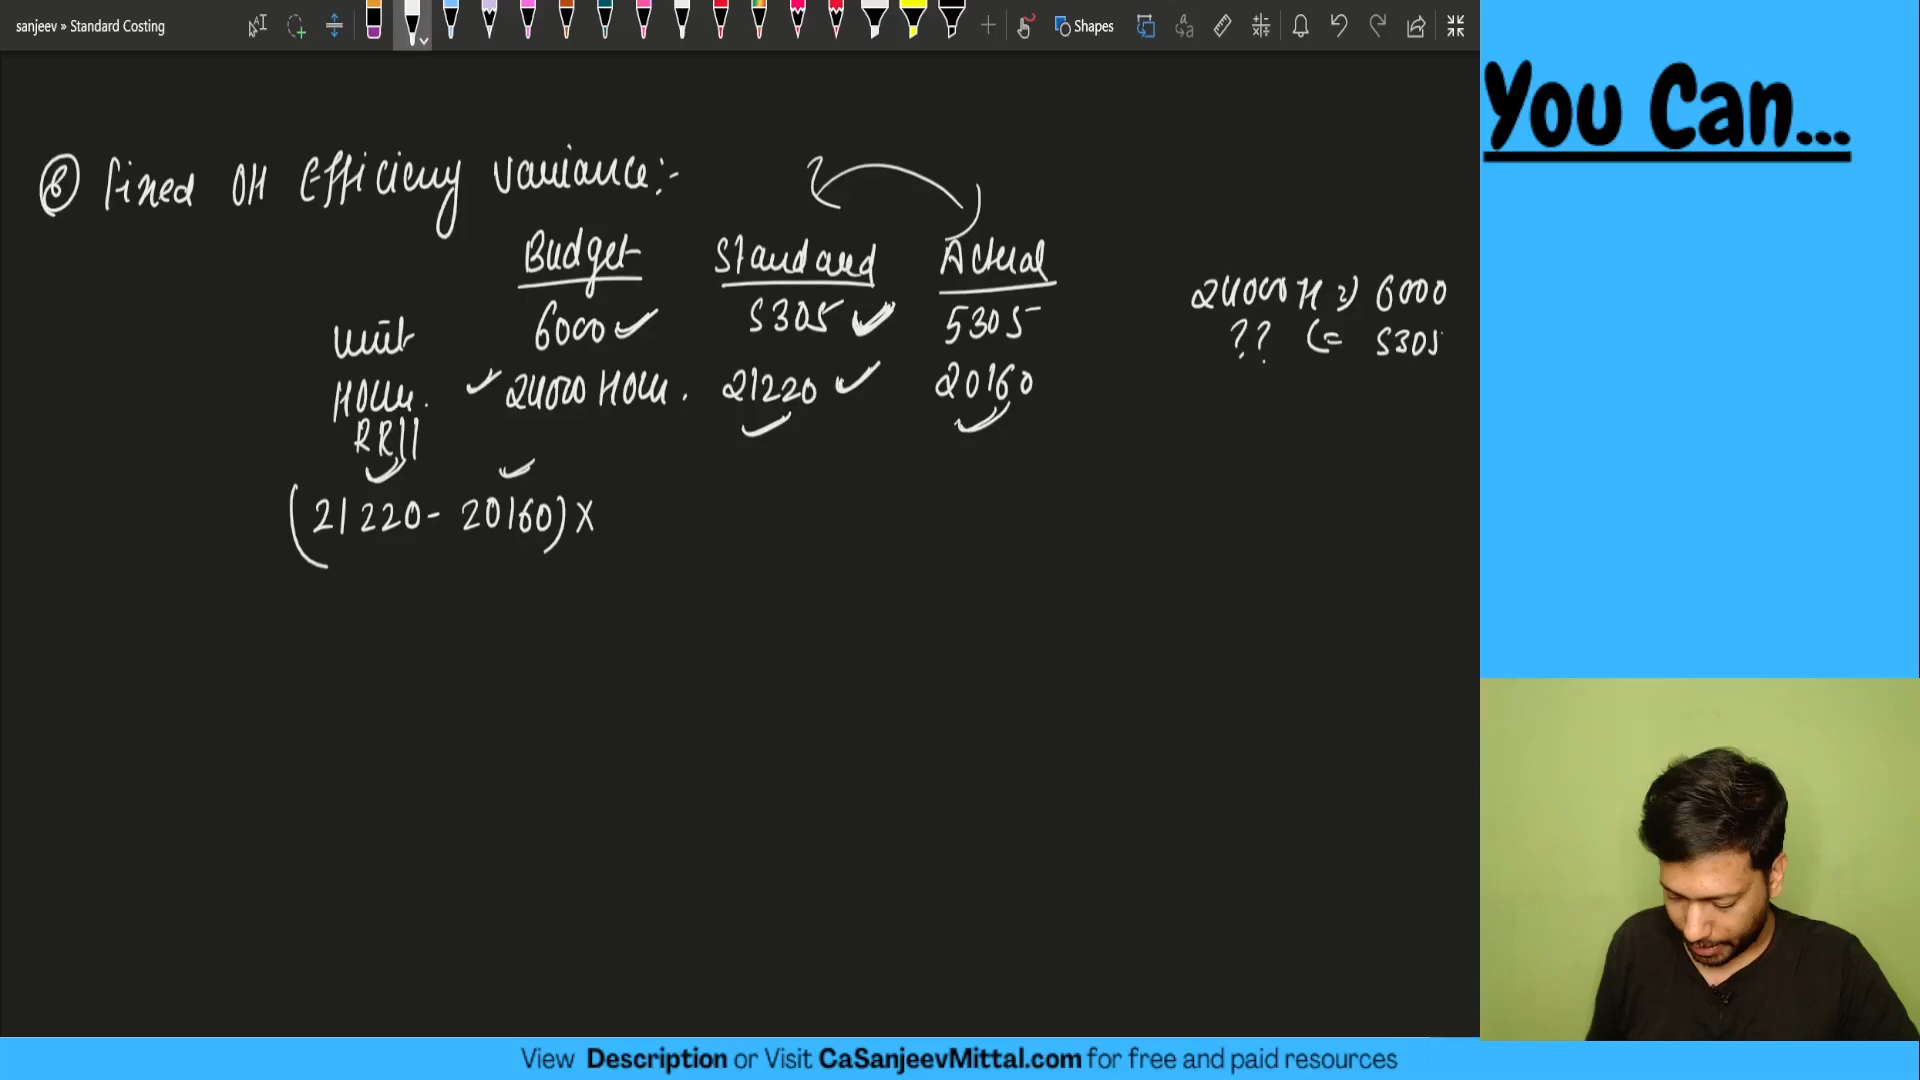 sanjeev » Standard Costing
Shapes
You Can...
⑧ Fixed OH Efficiency Variance:-
Budget Standard Actual
Unit 6000 ✓ 5305 ✓ 5305
Hour. ✓ 24000 Hour. 21220 ✓ 20160
RR||
(21220 - 20160) X
24000 H => 6000
?? (= 5305
View Description or Visit CaSanjeevMittal.com for free and paid resources